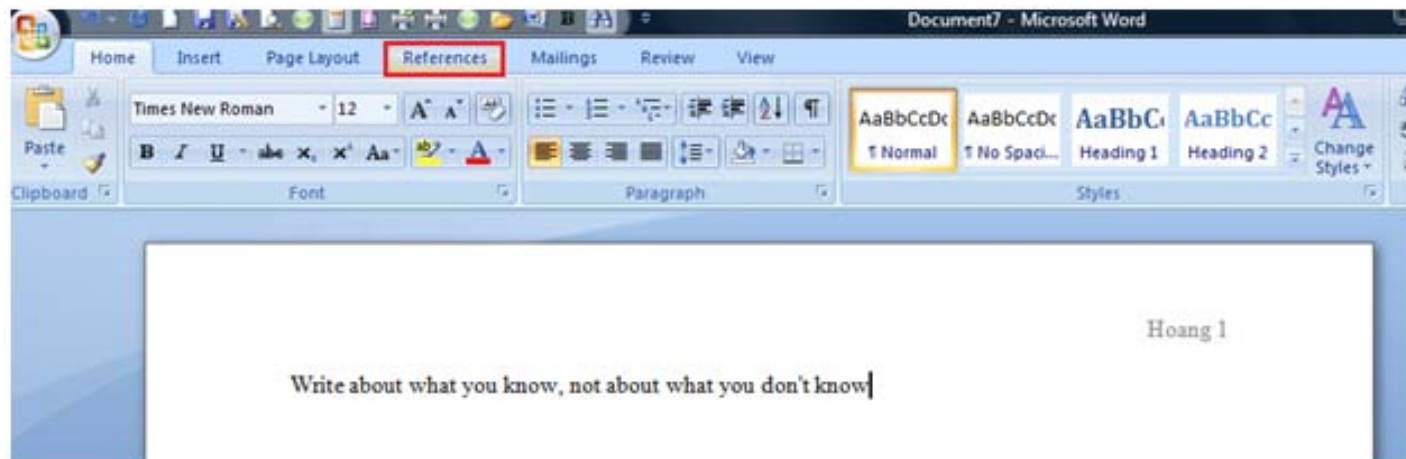 Document7 - Microsoft Word
Home Insert Page Layout References Mailings Review View
Paste
Times New Roman 12
AaBbCcDc AaBbCcDc AaBbC AaBbCc
¶ Normal ¶ No Spaci... Heading 1 Heading 2
Change Styles
Clipboard Font Paragraph Styles
Hoang 1
Write about what you know, not about what you don't know